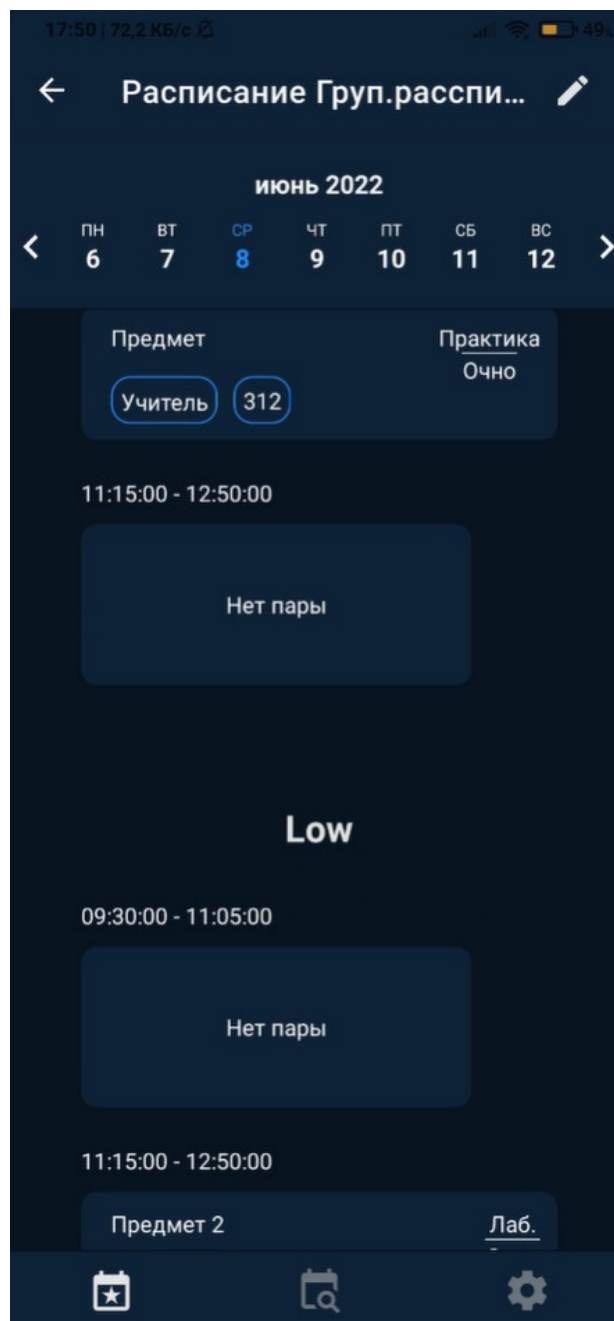 17:50 | 72,2 КБ/с 49
Расписание Груп.расспи...
июнь 2022
ПН ВТ СР ЧТ ПТ СБ ВС
6 7 8 9 10 11 12
Предмет Практика
Очно
Учитель 312
11:15:00 - 12:50:00
Нет пары
Low
09:30:00 - 11:05:00
Нет пары
11:15:00 - 12:50:00
Предмет 2 Лаб.